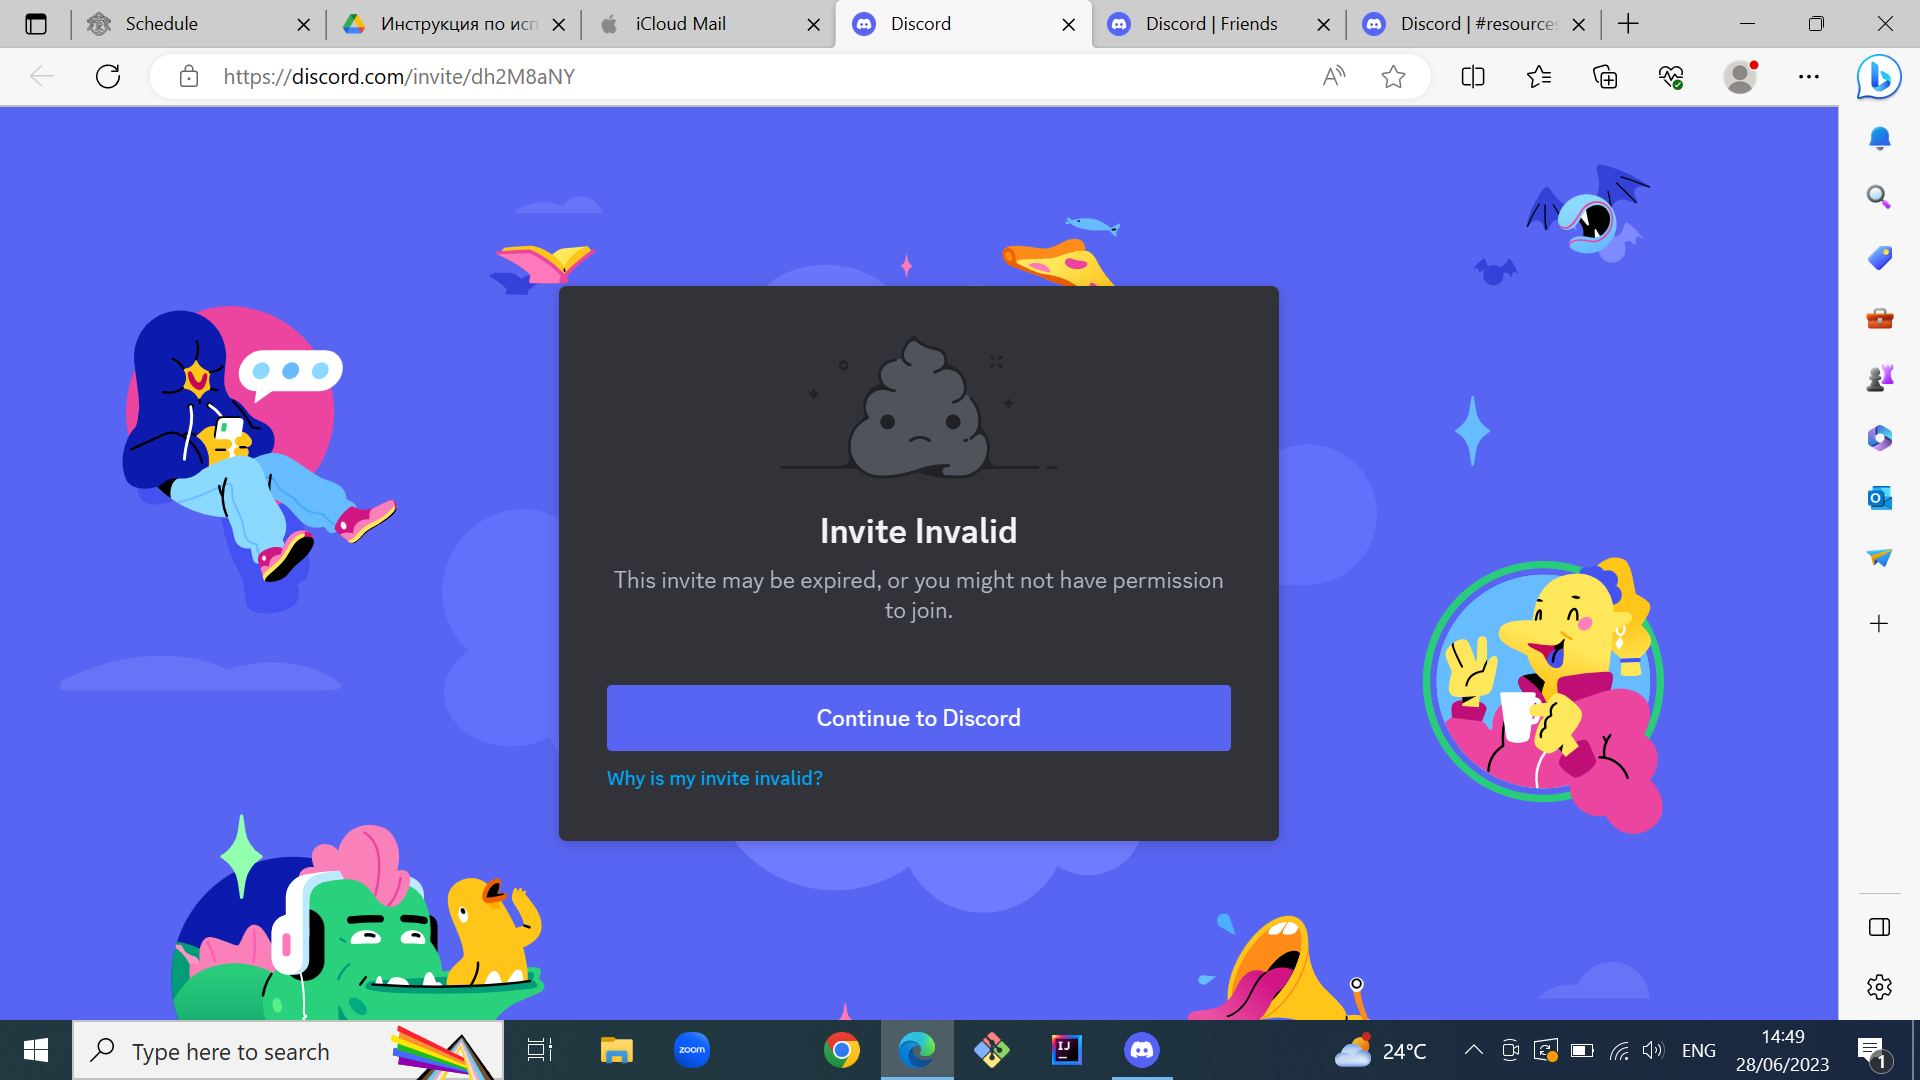 Schedule
Инструкция по исп
iCloud Mail
Discord
Discord | Friends
Discord | #resources
https://discord.com/invite/dh2M8aNY
Invite Invalid
This invite may be expired, or you might not have permission
to join.
Continue to Discord
Why is my invite invalid?
Type here to search
zoom
IJ
24°C
ENG
14:49
28/06/2023
1